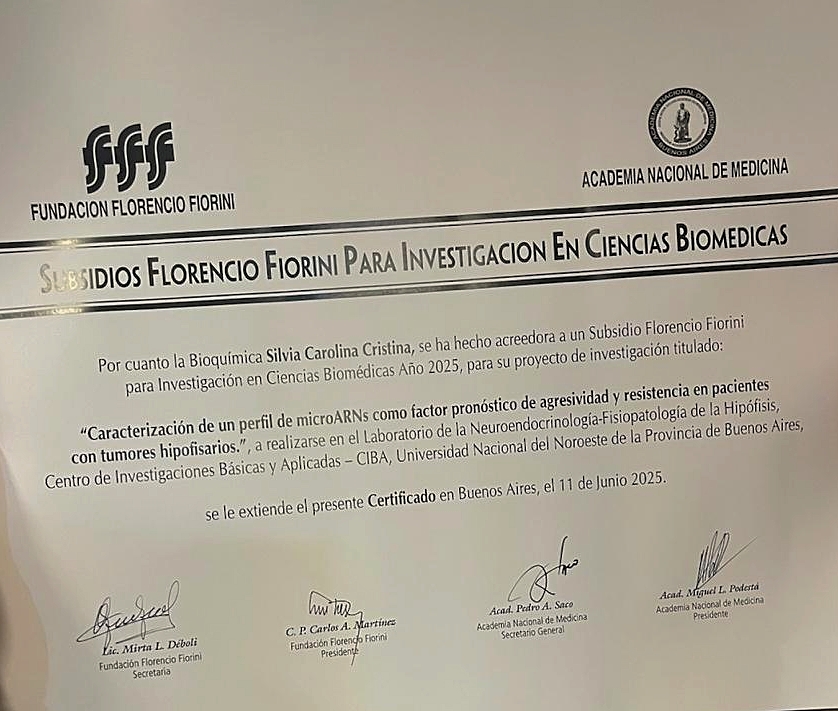 ACADEMIA NACIONAL DE MEDICINA
BUENOS AIRES
FUNDACION FLORENCIO FIORINI
ACADEMIA NACIONAL DE MEDICINA
SUBSIDIOS FLORENCIO FIORINI PARA INVESTIGACION EN CIENCIAS BIOMEDICAS
Por cuanto la Bioquímica Silvia Carolina Cristina, se ha hecho acreedora a un Subsidio Florencio Fiorini
para Investigación en Ciencias Biomédicas Año 2025, para su proyecto de investigación titulado:
“Caracterización de un perfil de microARNs como factor pronóstico de agresividad y resistencia en pacientes
con tumores hipofisarios.”, a realizarse en el Laboratorio de la Neuroendocrinología-Fisiopatología de la Hipófisis,
Centro de Investigaciones Básicas y Aplicadas – CIBA, Universidad Nacional del Noroeste de la Provincia de Buenos Aires,
se le extiende el presente Certificado en Buenos Aires, el 11 de Junio 2025.
Lic. Mirta L. Déboli
Fundación Florencio Fiorini
Secretaria
C. P. Carlos A. Martínez
Fundación Florencio Fiorini
Presidente
Acad. Pedro A. Saco
Academia Nacional de Medicina
Secretario General
Acad. Miguel L. Podestá
Academia Nacional de Medicina
Presidente